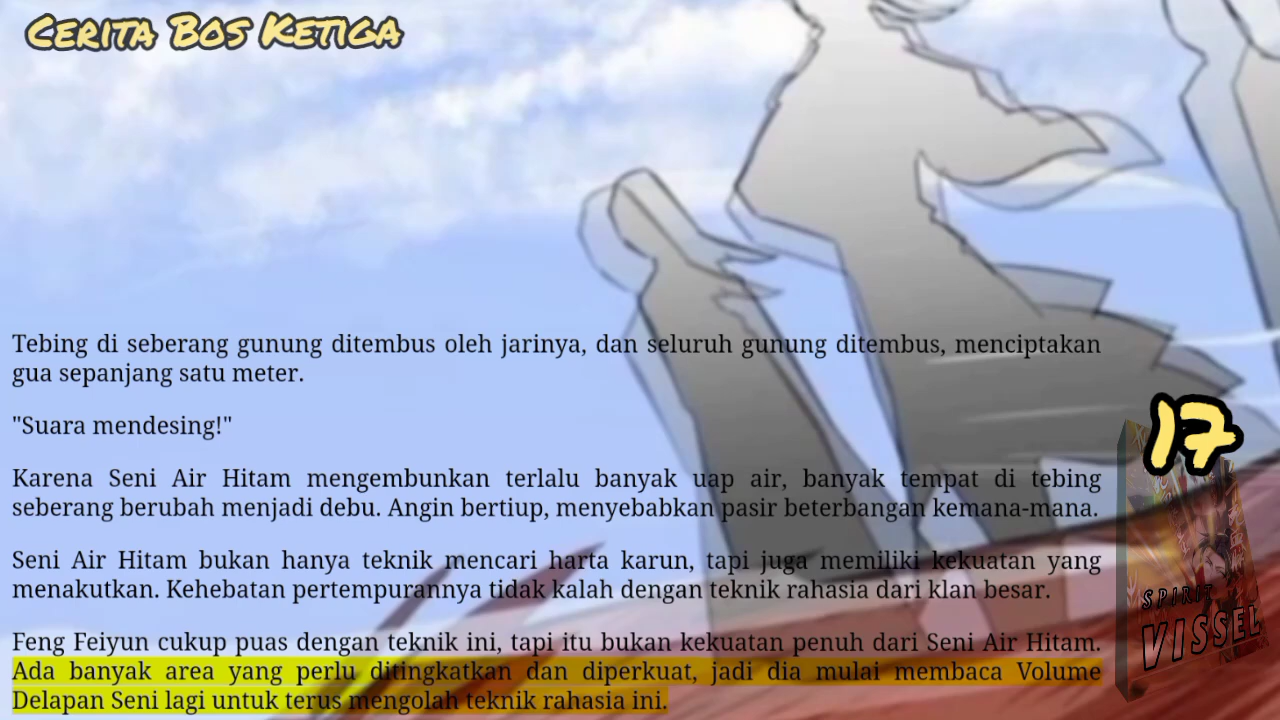 Cerita Bos Ketiga
Tebing di seberang gunung ditembus oleh jarinya, dan seluruh gunung ditembus, menciptakan
gua sepanjang satu meter.
"Suara mendesing!"
Karena Seni Air Hitam mengembunkan terlalu banyak uap air, banyak tempat di tebing
seberang berubah menjadi debu. Angin bertiup, menyebabkan pasir beterbangan kemana-mana.
Seni Air Hitam bukan hanya teknik mencari harta karun, tapi juga memiliki kekuatan yang
menakutkan. Kehebatan pertempurannya tidak kalah dengan teknik rahasia dari klan besar.
Feng Feiyun cukup puas dengan teknik ini, tapi itu bukan kekuatan penuh dari Seni Air Hitam.
Ada banyak area yang perlu ditingkatkan dan diperkuat, jadi dia mulai membaca Volume
Delapan Seni lagi untuk terus mengolah teknik rahasia ini.
17
SPIRIT
VISSEL